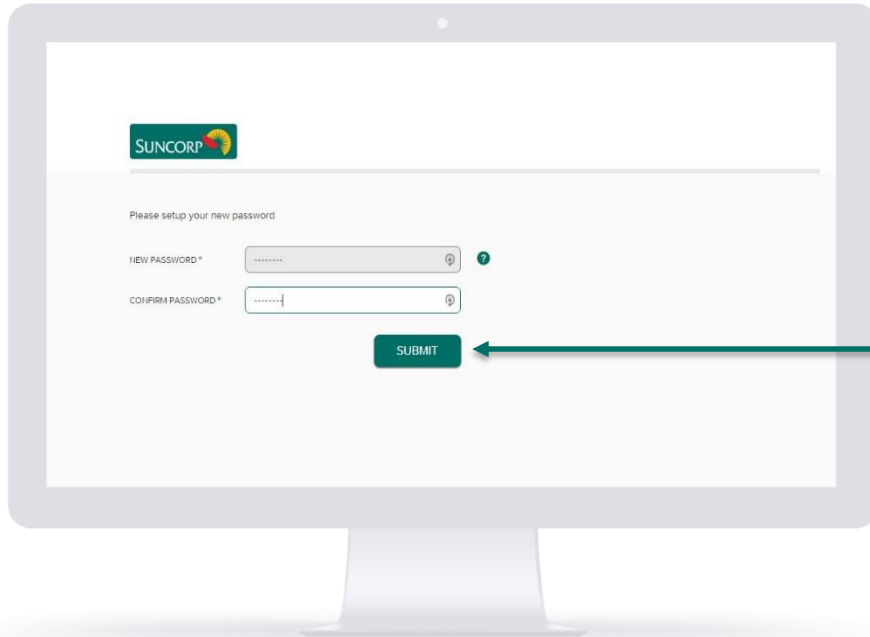 SUNCORP
Please setup your new password
NEW PASSWORD *
--------
?
CONFIRM PASSWORD *
--------
SUBMIT